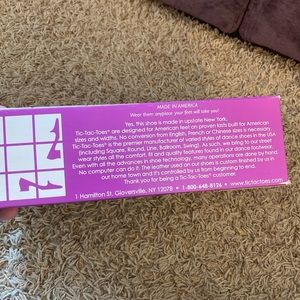 MADE IN AMERICA
Wear them anyplace your feet will take you!
Yes, this shoe is made in upstate New York.
Tic-Tac-Toes® are designed for American feet on proven lasts built for American
sizes and widths. No conversion from English, French or Chinese sizes is necessary.
Tic-Tac-Toes® is the premier manufacturer of varied styles of dance shoes in the USA
(including Square, Round, Line, Ballroom, Swing). As such, we bring to our street
wear styles all the comfort, fit and quality features found in our dance footwear.
Even with all the advances in shoe technology, many operations are done by hand.
No computer can do it. The leather used on our shoes is custom finished by us in
our home town and it's controlled by us from beginning to end.
Thank you for being a Tic-Tac-Toes® customer.
1 Hamilton St, Gloversville, NY 12078 • 1-800-648-8126 • www.tictactoes.com